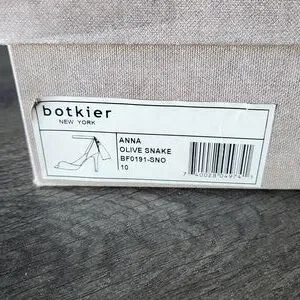 botkier
NEW YORK
ANNA
OLIVE SNAKE
BF0191-SNO
10